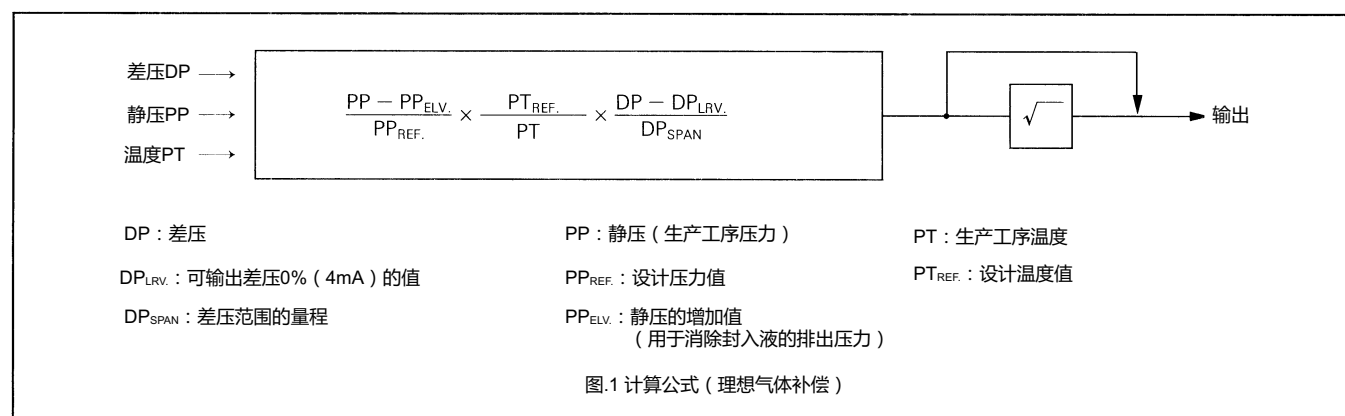 差压DP
静压PP
温度PT
PP − PP_ELV. / PP_REF. × PT_REF. / PT × DP − DP_LRV. / DP_SPAN
√
输出
DP：差压
PP：静压（生产工序压力）
PT：生产工序温度
DP_LRV.：可输出差压0%（4mA）的值
PP_REF.：设计压力值
PT_REF.：设计温度值
DP_SPAN：差压范围的量程
PP_ELV.：静压的增加值
（用于消除封入液的排出压力）
图.1 计算公式（理想气体补偿）